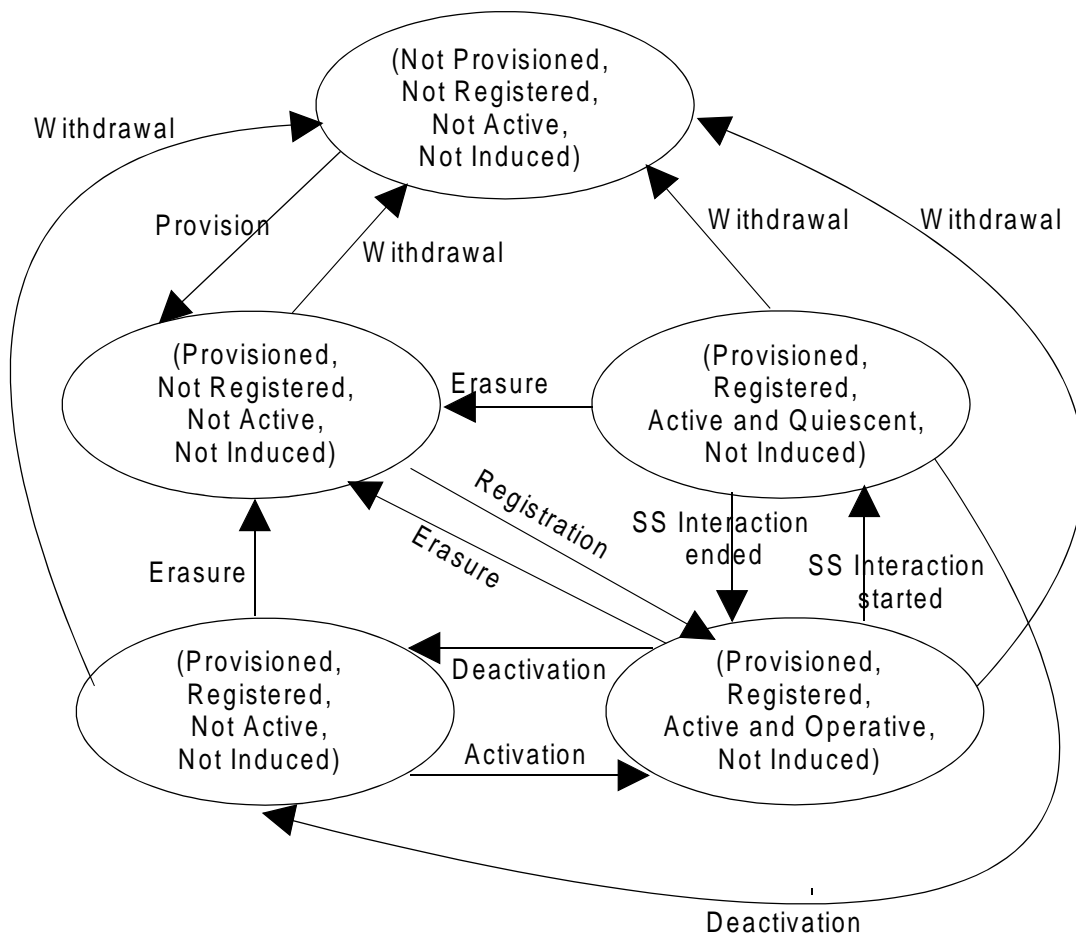 (Not Provisioned,
Not Registered,
Not Active,
Not Induced)
Withdrawal
Provision
Withdrawal
Withdrawal
Withdrawal
(Provisioned,
Not Registered,
Not Active,
Not Induced)
Erasure
(Provisioned,
Registered,
Active and Quiescent,
Not Induced)
Registration
Erasure
SS Interaction
ended
SS Interaction
started
Erasure
(Provisioned,
Registered,
Not Active,
Not Induced)
Deactivation
Activation
(Provisioned,
Registered,
Active and Operative,
Not Induced)
Deactivation